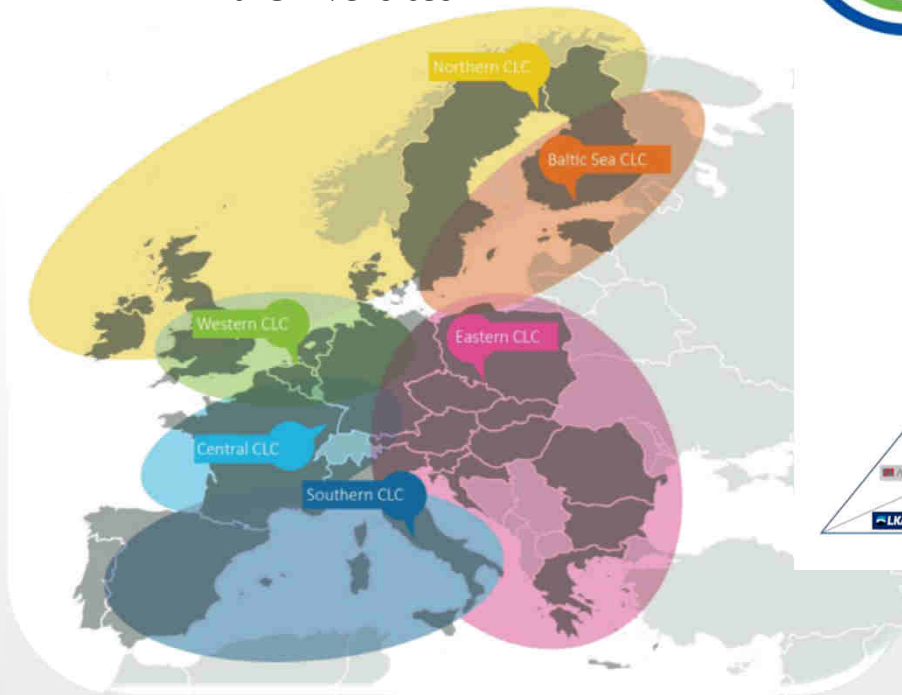 Northern CLC
Baltic Sea CLC
Western CLC
Eastern CLC
Central CLC
Southern CLC